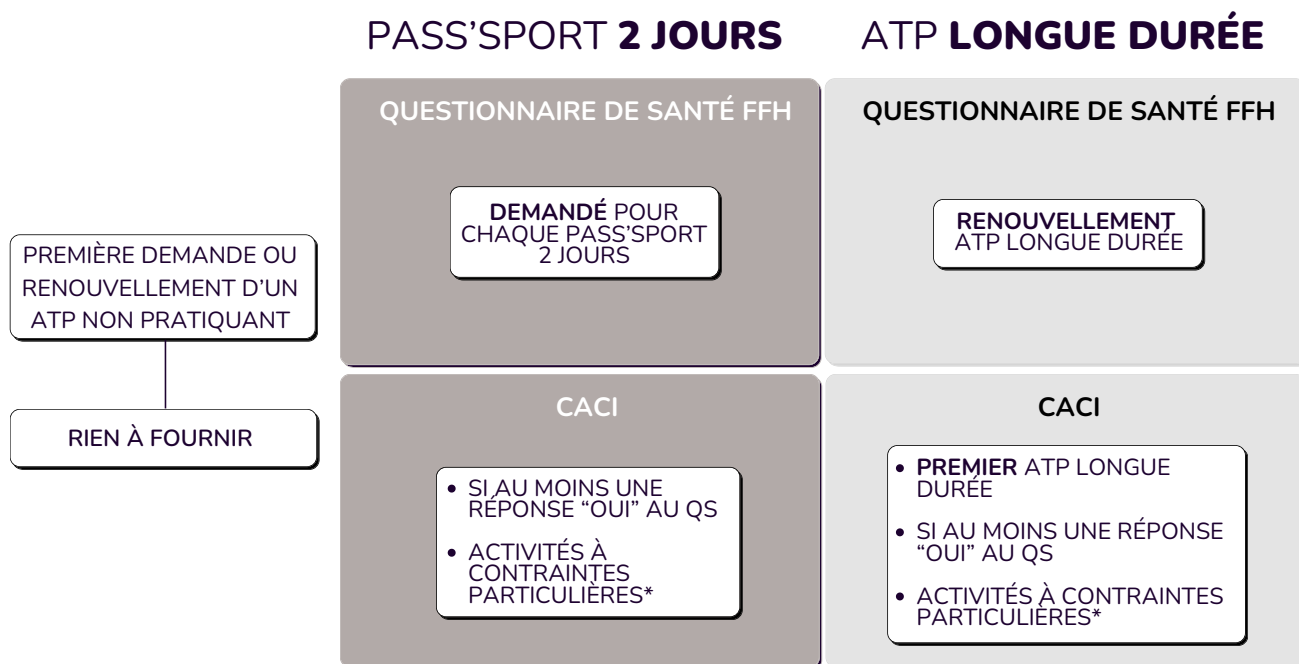 PASS'SPORT 2 JOURS
ATP LONGUE DURÉE
PREMIÈRE DEMANDE OU
RENOUVELLEMENT D'UN
ATP NON PRATIQUANT
RIEN À FOURNIR
QUESTIONNAIRE DE SANTÉ FFH
DEMANDÉ POUR
CHAQUE PASS'SPORT
2 JOURS
QUESTIONNAIRE DE SANTÉ FFH
RENOUVELLEMENT
ATP LONGUE DURÉE
CACI
• SI AU MOINS UNE
RÉPONSE “OUI” AU QS
• ACTIVITÉS À
CONTRAINTES
PARTICULIÈRES*
CACI
• PREMIER ATP LONGUE
DURÉE
• SI AU MOINS UNE RÉPONSE
“OUI” AU QS
• ACTIVITÉS À CONTRAINTES
PARTICULIÈRES*